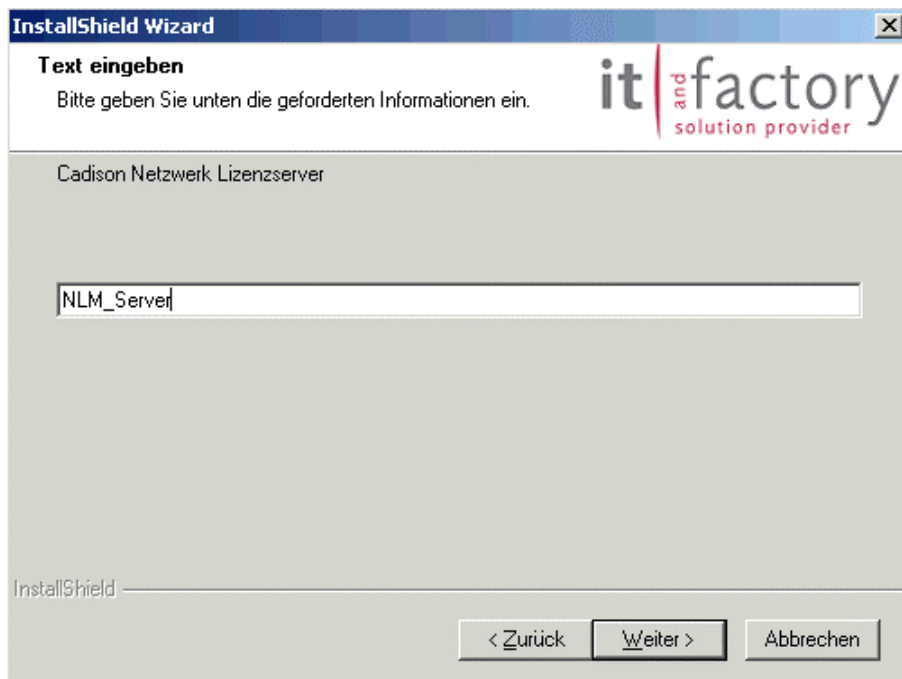 InstallShield Wizard
Text eingeben
Bitte geben Sie unten die geforderten Informationen ein.
it and factory
solution provider
Cadison Netzwerk Lizenzserver
NLM_Server
InstallShield
< Zurück Weiter > Abbrechen